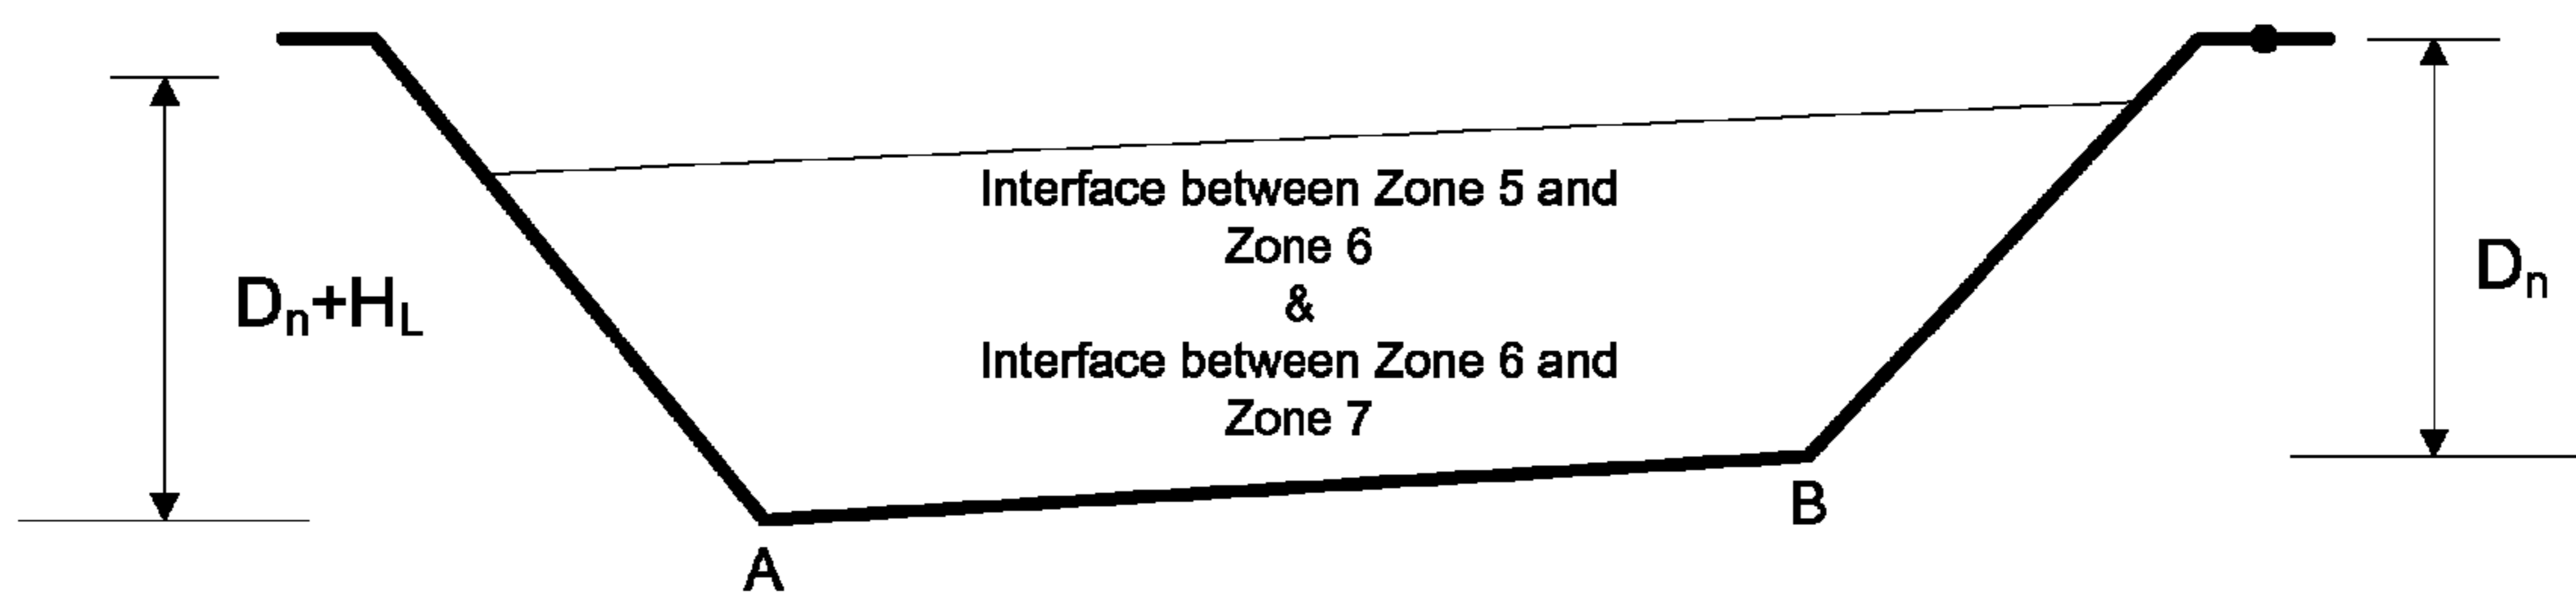 Interface between Zone 5 and
Zone 6
&
Interface between Zone 6 and
Zone 7
Dn+HL
Dn
A
B